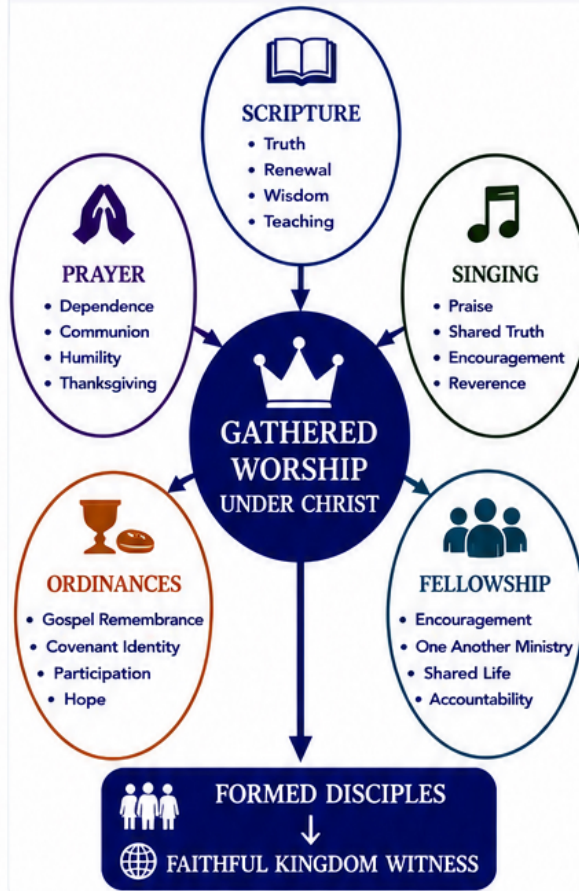 SCRIPTURE
• Truth
• Renewal
• Wisdom
• Teaching
PRAYER
• Dependence
• Communion
• Humility
• Thanksgiving
SINGING
• Praise
• Shared Truth
• Encouragement
• Reverence
GATHERED
WORSHIP
UNDER CHRIST
ORDINANCES
• Gospel Remembrance
• Covenant Identity
• Participation
• Hope
FELLOWSHIP
• Encouragement
• One Another Ministry
• Shared Life
• Accountability
FORMED DISCIPLES
FAITHFUL KINGDOM WITNESS